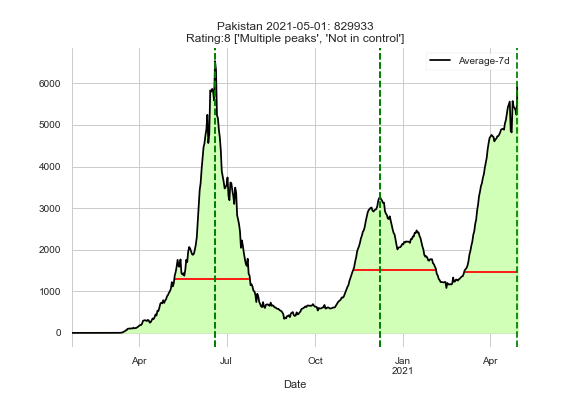 Pakistan 2021-05-01: 829933
Rating:8 ['Multiple peaks', 'Not in control']
Average-7d
6000
5000
4000
3000
2000
1000
0
Apr
Jul
Oct
Jan
2021
Apr
Date